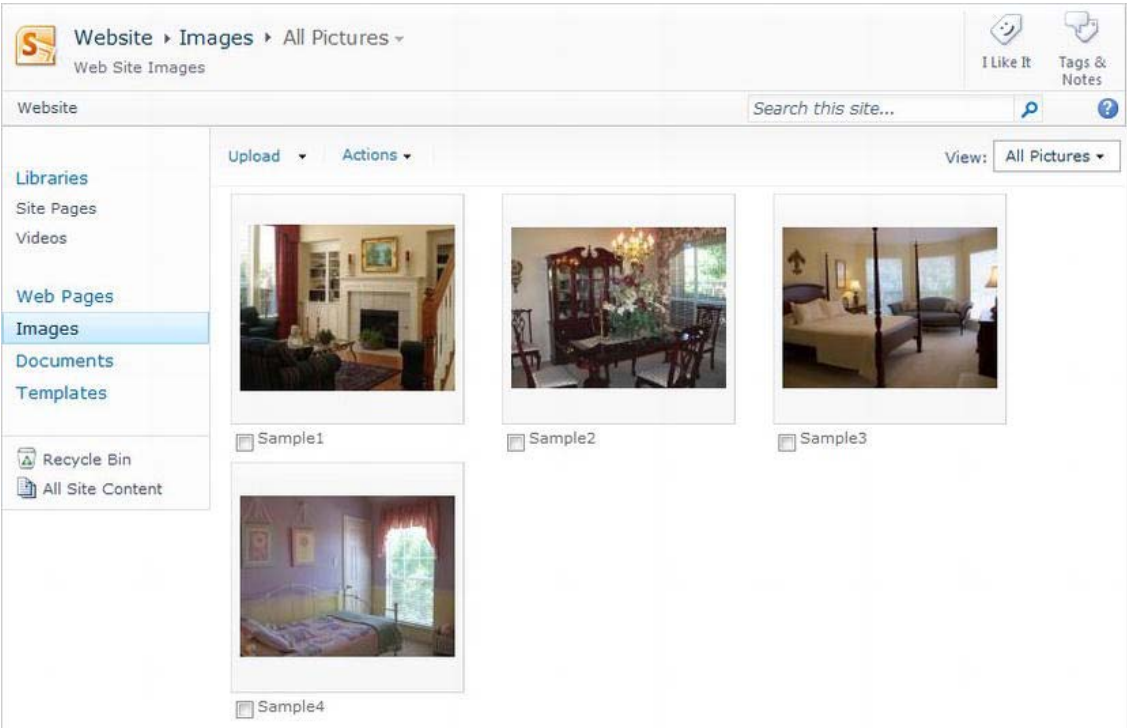 Website ▸ Images ▸ All Pictures
Web Site Images
I Like It
Tags & Notes
Website
Search this site...
Upload
Actions
View: All Pictures
Libraries
Site Pages
Videos
Web Pages
Images
Documents
Templates
Recycle Bin
All Site Content
Sample1
Sample2
Sample3
Sample4